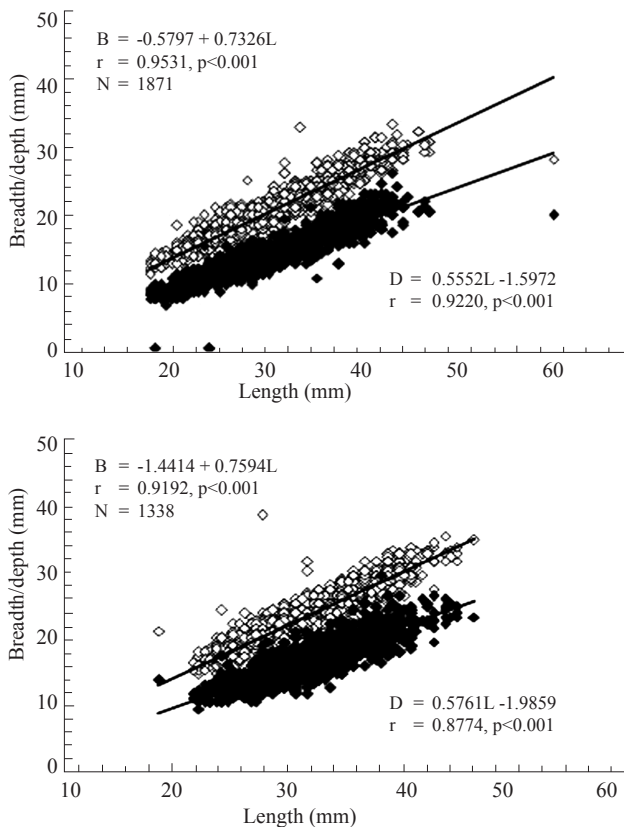 50
40
30
20
10
0
Breadth/depth (mm)
B = -0.5797 + 0.7326L
r = 0.9531, p<0.001
N = 1871
D = 0.5552L -1.5972
r = 0.9220, p<0.001
10 20 30 40 50 60
Length (mm)
50
40
30
20
10
0
Breadth/depth (mm)
B = -1.4414 + 0.7594L
r = 0.9192, p<0.001
N = 1338
D = 0.5761L -1.9859
r = 0.8774, p<0.001
10 20 30 40 60
Length (mm)